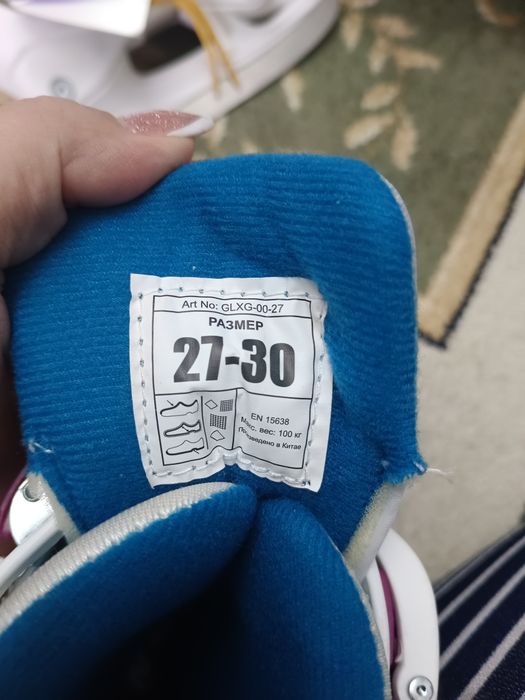 Art No: GLXG-00-27
РАЗМЕР
27-30
EN 15638
Макс. вес: 100 кг
Произведено в Китае